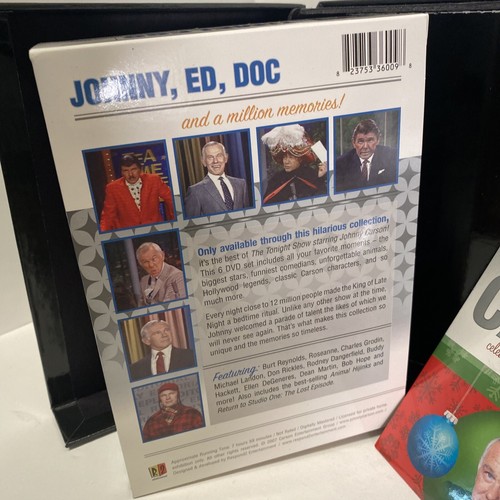 JOHNNY, ED, DOC
and a million memories!
8 23753 36009 8
Only available through this hilarious collection,
it's the best of The Tonight Show starring Johnny Carson!
This 6 DVD set includes all your favorite moments – the
biggest stars, funniest comedians, unforgettable animals,
Hollywood legends, classic Carson characters, and so
much more.
Every night close to 12 million people made the King of Late
Night a bedtime ritual. Unlike any other show at the time,
Johnny welcomed a parade of talent the likes of which we
will never see again. That's what makes this collection so
unique and the memories so timeless.
Featuring: Burt Reynolds, Roseanne, Charles Grodin,
Michael Landon, Don Rickles, Rodney Dangerfield, Buddy
Hackett, Ellen DeGeneres, Dean Martin, Bob Hope and
more! Also includes the best-selling Animal Hijinks and
Return to Studio One: The Lost Episode.